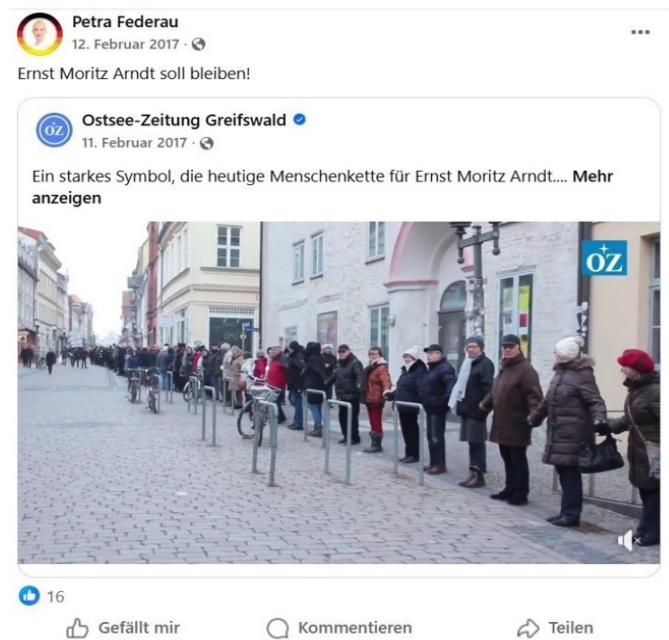 Petra Federau
12. Februar 2017 ·
Ernst Moritz Arndt soll bleiben!
OZ
Ostsee-Zeitung Greifswald
11. Februar 2017 ·
Ein starkes Symbol, die heutige Menschenkette für Ernst Moritz Arndt.... Mehr
anzeigen
OZ
16
Gefällt mir
Kommentieren
Teilen